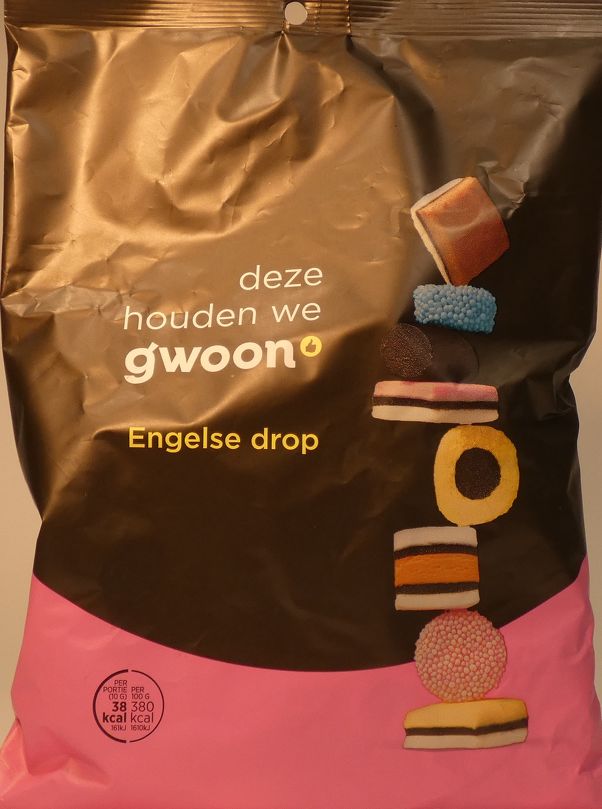 deze
houden we
gwoon
Engelse drop
PER
PORTIE PER
(10 G) 100 G
38 380
kcal kcal
161kJ 1610kJ